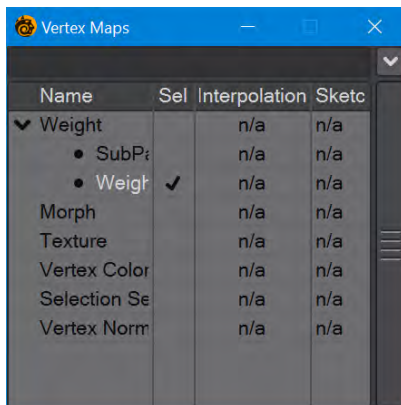 Vertex Maps
Name Sel Interpolation Sketc
Weight n/a n/a
SubPa n/a n/a
Weigh n/a n/a
Morph n/a n/a
Texture n/a n/a
Vertex Color n/a n/a
Selection Se n/a n/a
Vertex Norm n/a n/a